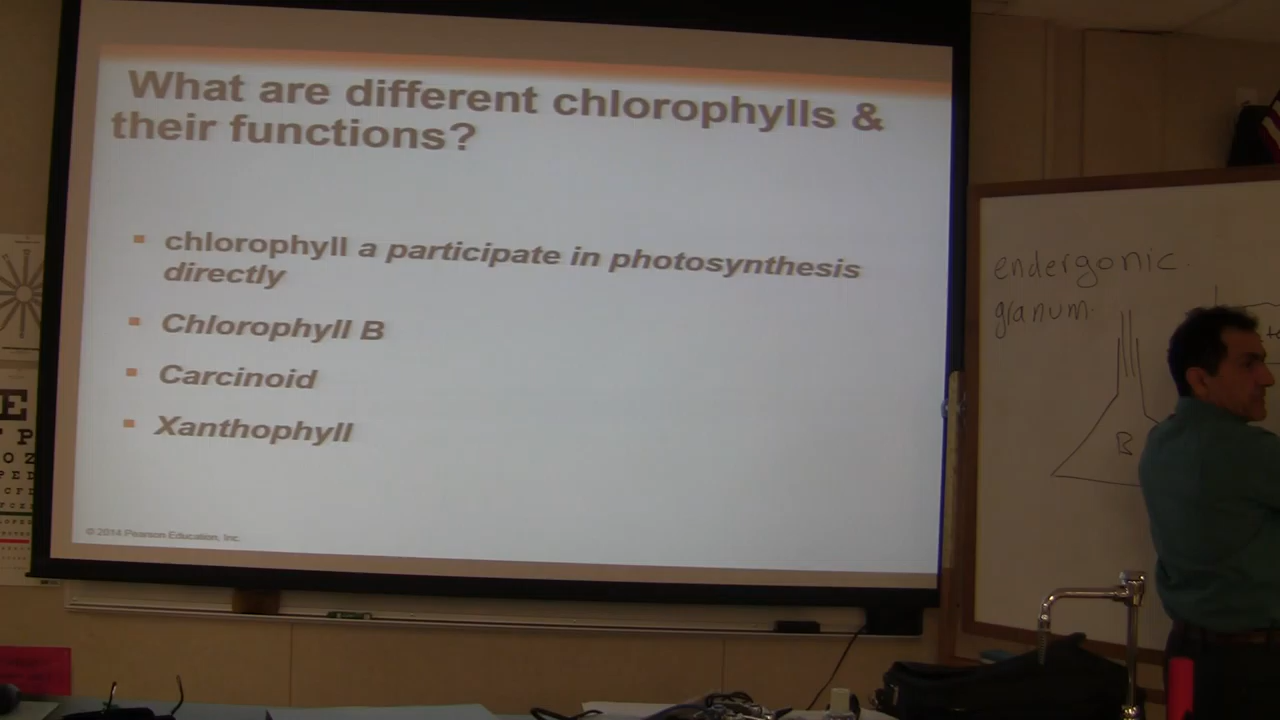 What are different chlorophylls &
their functions?
chlorophyll a participate in photosynthesis
directly
Chlorophyll B
Carcinoid
Xanthophyll
© 2014 Pearson Education, Inc.
endergonic
granum
B
E